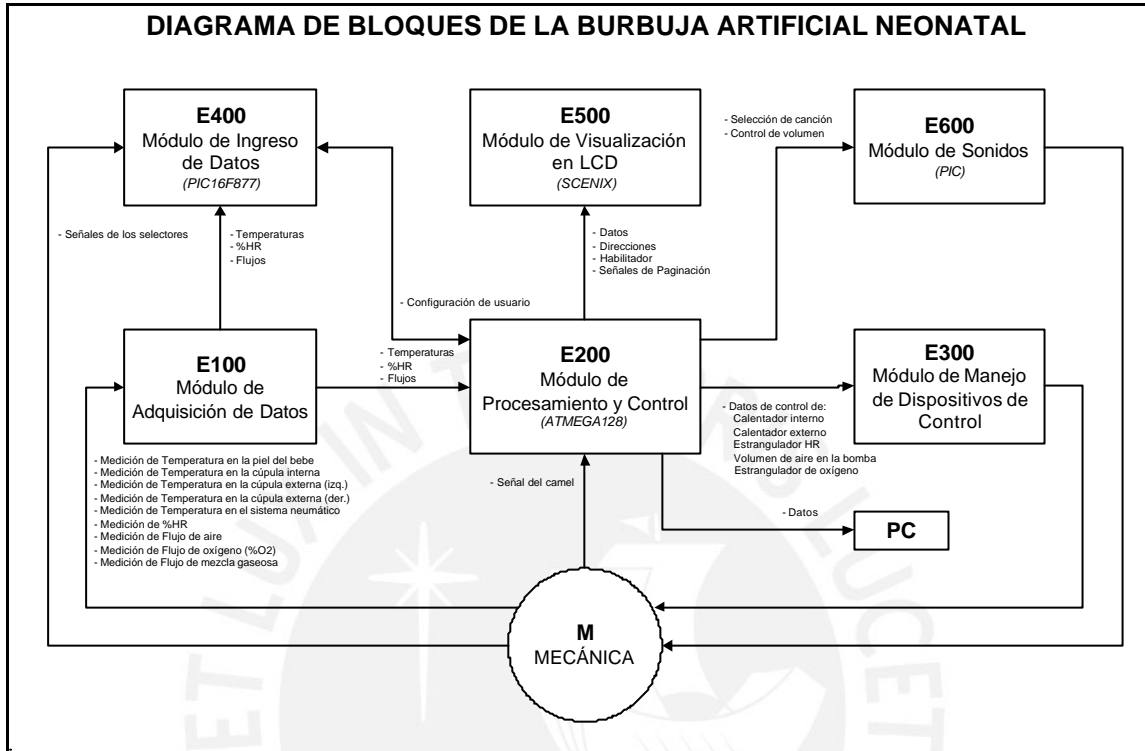 DIAGRAMA DE BLOQUES DE LA BURBUJA ARTIFICIAL NEONATAL
E400
Módulo de Ingreso
de Datos
(PIC16F877)
E500
Módulo de Visualización
en LCD
(SCENIX)
- Selección de canción
- Control de volumen
E600
Módulo de Sonidos
(PIC)
- Señales de los selectores
- Temperaturas
- %HR
- Flujos
- Datos
- Direcciones
- Habilitador
- Señales de Paginación
- Configuración de usuario
E100
Módulo de
Adquisición de Datos
- Temperaturas
- %HR
- Flujos
E200
Módulo de
Procesamiento y Control
(ATMEGA128)
E300
Módulo de Manejo
de Dispositivos de
Control
- Datos de control de:
Calentador interno
Calentador externo
Estrangulador HR
Volumen de aire en la bomba
Estrangulador de oxígeno
- Medición de Temperatura en la piel del bebe
- Medición de Temperatura en la cúpula interna
- Medición de Temperatura en la cúpula externa (izq.)
- Medición de Temperatura en la cúpula externa (der.)
- Medición de Temperatura en el sistema neumático
- Medición de %HR
- Medición de Flujo de aire
- Medición de Flujo de oxígeno (%O2)
- Medición de Flujo de mezcla gaseosa
- Señal del camel
- Datos
PC
M
MECÁNICA
ET LUX IN TENEBRIS LUCET